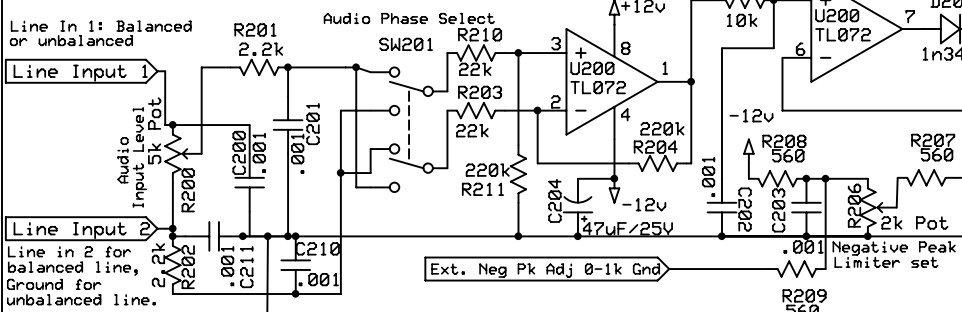 Line In 1: Balanced
or unbalanced
Line Input 1
Audio
Input Level
5k Pot
R200
R201
2.2k
C200
.001
C201
.001
Audio Phase Select
SW201
R210
22k
R203
22k
220k
R211
+12v
3
+
8
U200
TL072
1
2
-
4
220k
R204
C204
+
47uF/25V
-12v
10k
+
U200
TL072
7
6
-
1n34
-12v
R208
560
.001
C202
C203
.001
R206
2k Pot
R207
560
Negative Peak
Limiter set
Line Input 2
Line in 2 for
balanced line,
Ground for
unbalanced line.
2.2k
R202
.001
C211
C210
.001
Ext. Neg Pk Adj 0-1k Gnd
R209
560